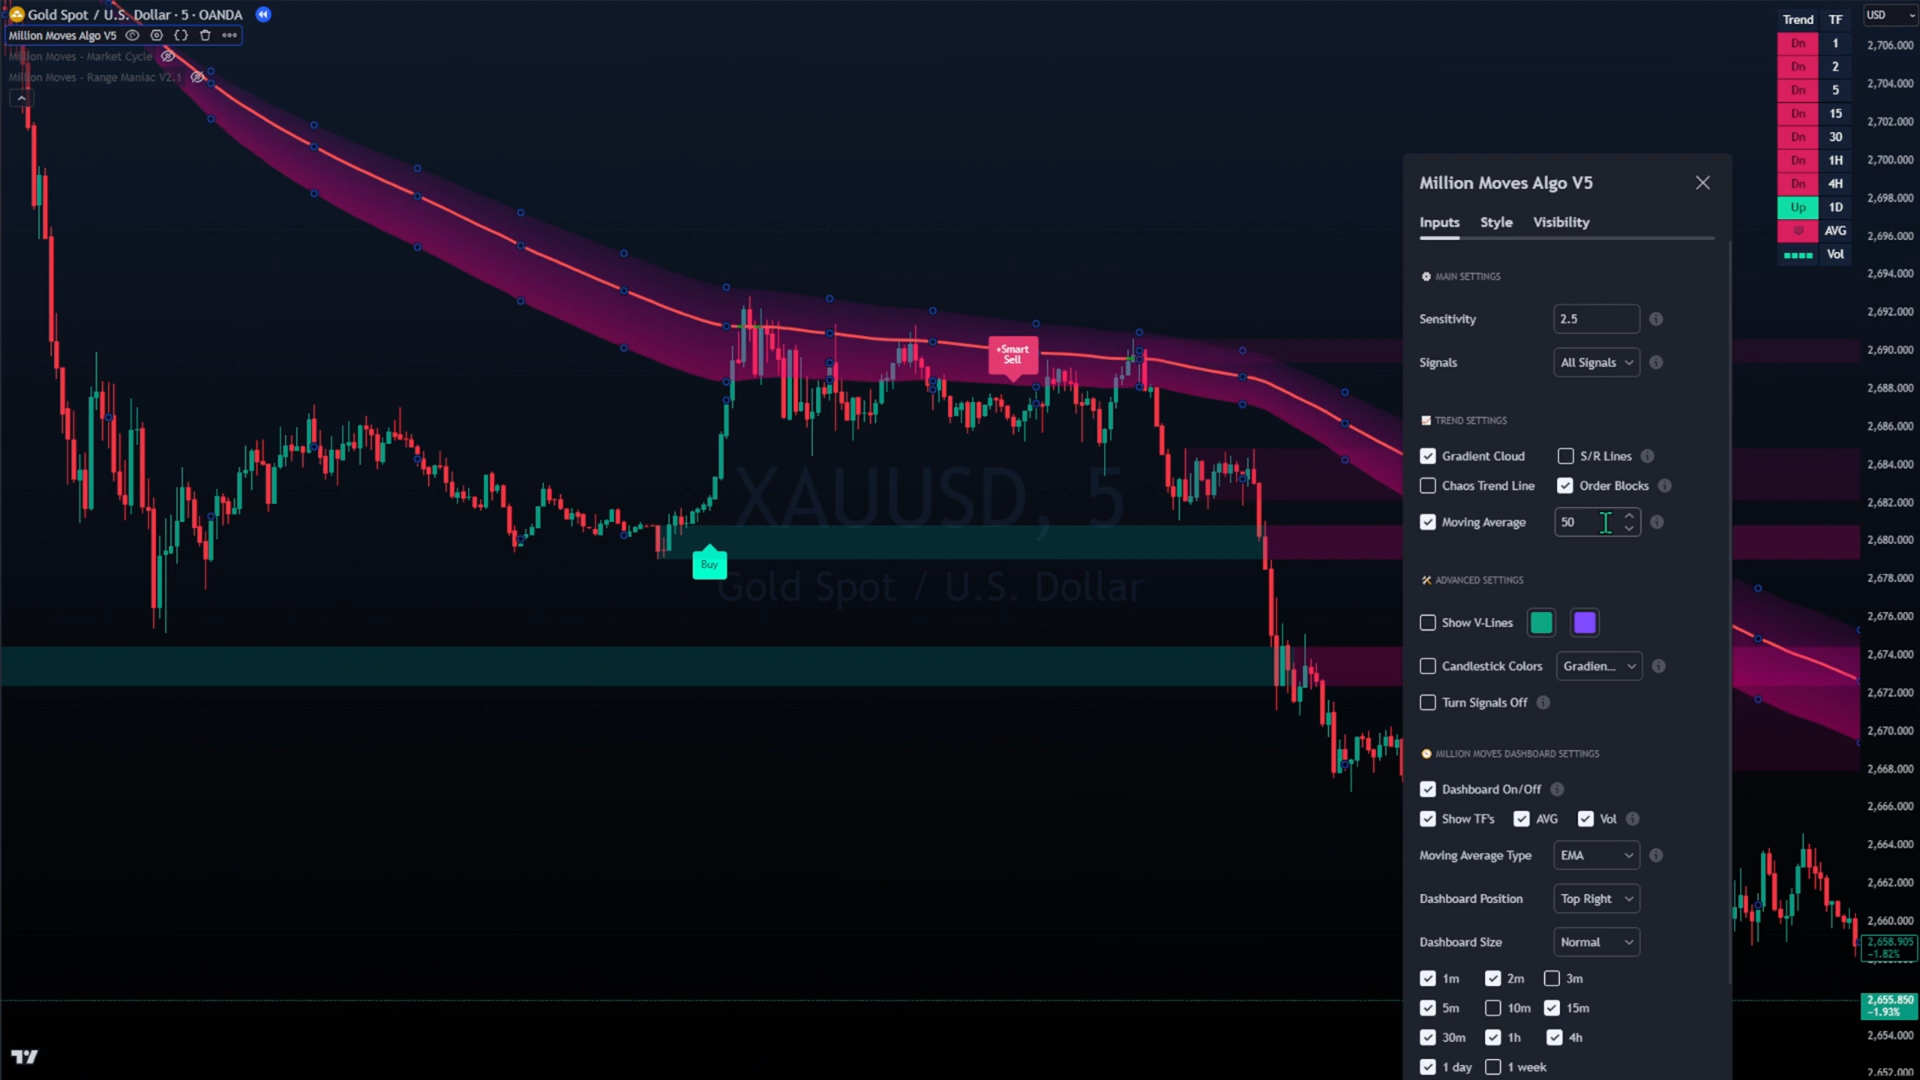 Gold Spot / U.S. Dollar · 5 · OANDA
Million Moves Algo V5
Million Moves - Market Cycle
Million Moves - Range Maniac V2.1
Trend TF
Dn 1
Dn 2
Dn 5
Dn 15
Dn 30
Dn 1H
Dn 4H
Up 1D
AVG
Vol
USD
2,706.000
2,704.000
2,702.000
2,700.000
2,698.000
2,696.000
2,694.000
2,692.000
2,690.000
2,688.000
2,686.000
2,684.000
2,682.000
2,680.000
2,678.000
2,676.000
2,674.000
2,672.000
2,670.000
2,668.000
2,666.000
2,664.000
2,662.000
2,660.000
2,658.905
−1.82%
2,655.850
−1.93%
2,654.000
2,652.000
+Smart
Sell
Buy
XAUUSD, 5
Gold Spot / U.S. Dollar
Million Moves Algo V5
Inputs Style Visibility
MAIN SETTINGS
Sensitivity 2.5
Signals All Signals
TREND SETTINGS
Gradient Cloud S/R Lines
Chaos Trend Line Order Blocks
Moving Average 50
ADVANCED SETTINGS
Show V-Lines
Candlestick Colors Gradien...
Turn Signals Off
MILLION MOVES DASHBOARD SETTINGS
Dashboard On/Off
Show TF's AVG Vol
Moving Average Type EMA
Dashboard Position Top Right
Dashboard Size Normal
1m 2m 3m
5m 10m 15m
30m 1h 4h
1 day 1 week